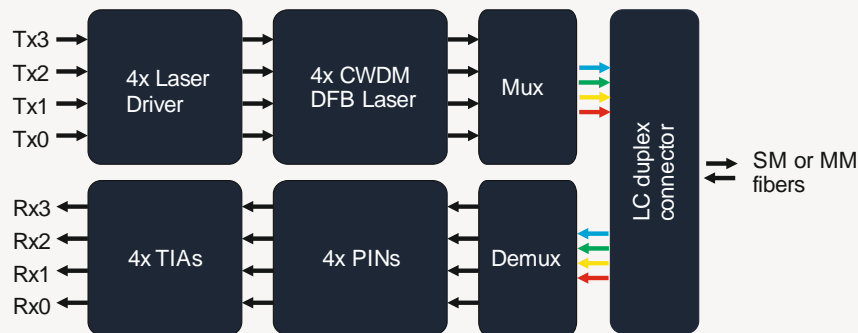 Tx3
Tx2
Tx1
Tx0
4x Laser
Driver
4x CWDM
DFB Laser
Mux
LC duplex
connector
SM or MM
fibers
Rx3
Rx2
Rx1
Rx0
4x TIAs
4x PINs
Demux